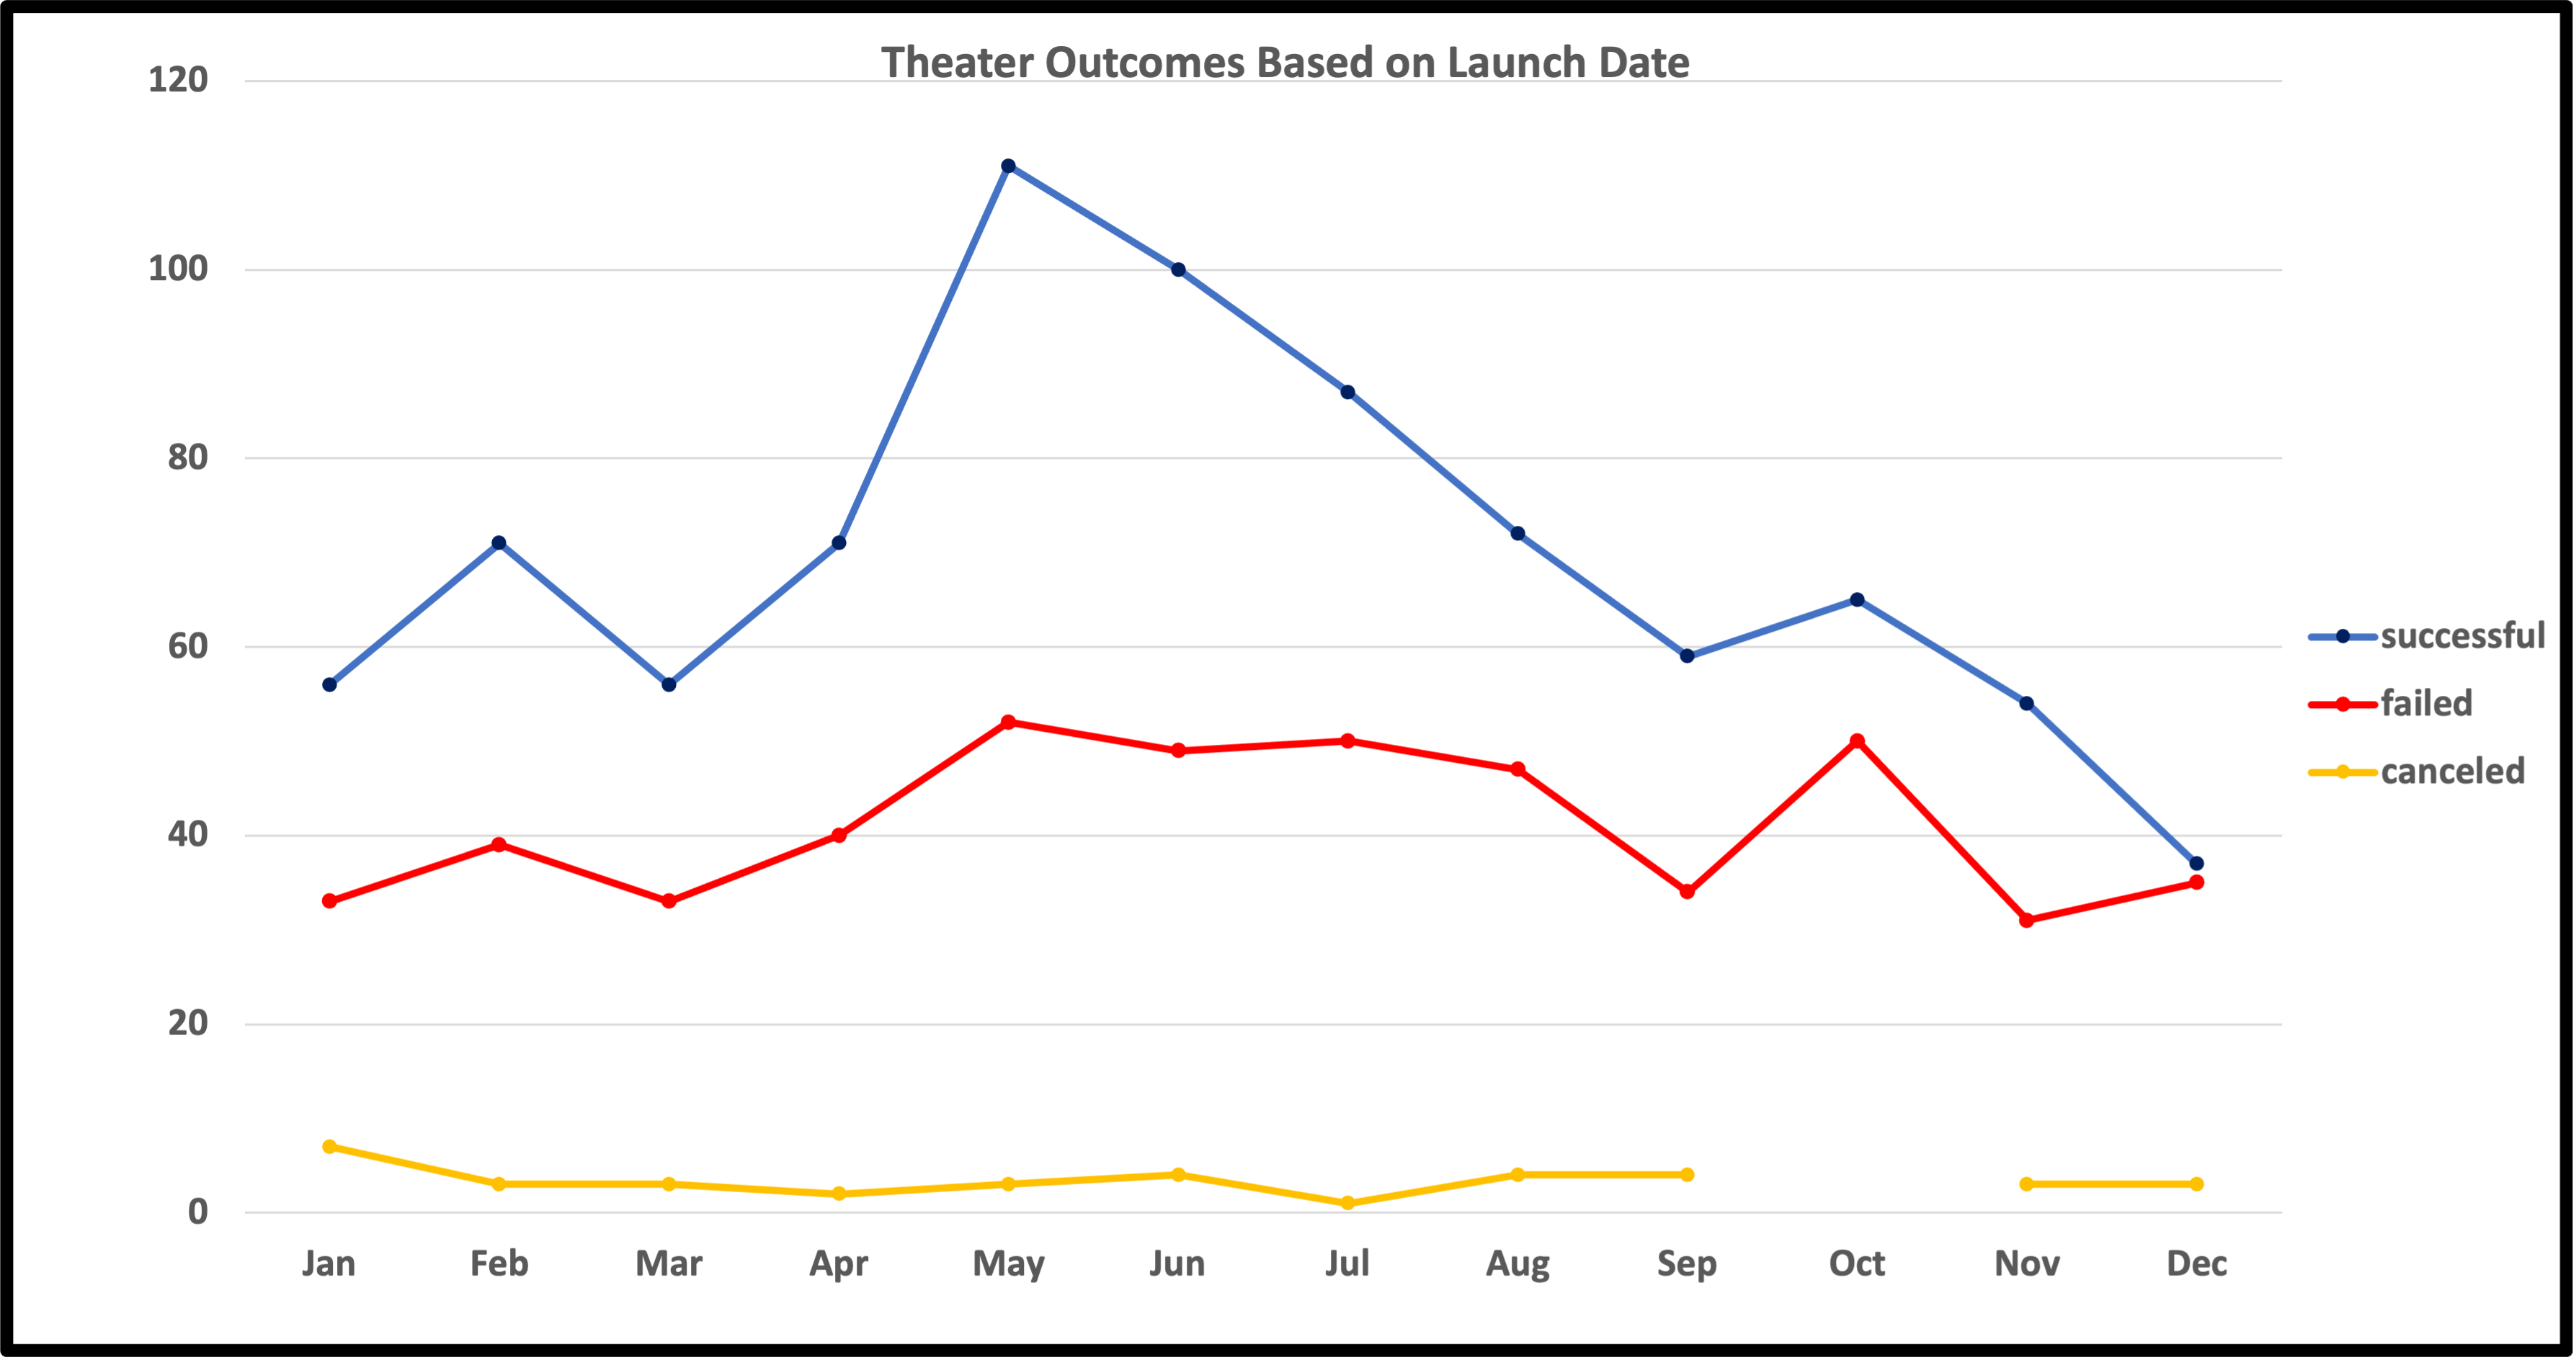 Theater Outcomes Based on Launch Date
120
100
80
60
40
20
0
Jan Feb Mar Apr May Jun Jul Aug Sep Oct Nov Dec
successful
failed
canceled